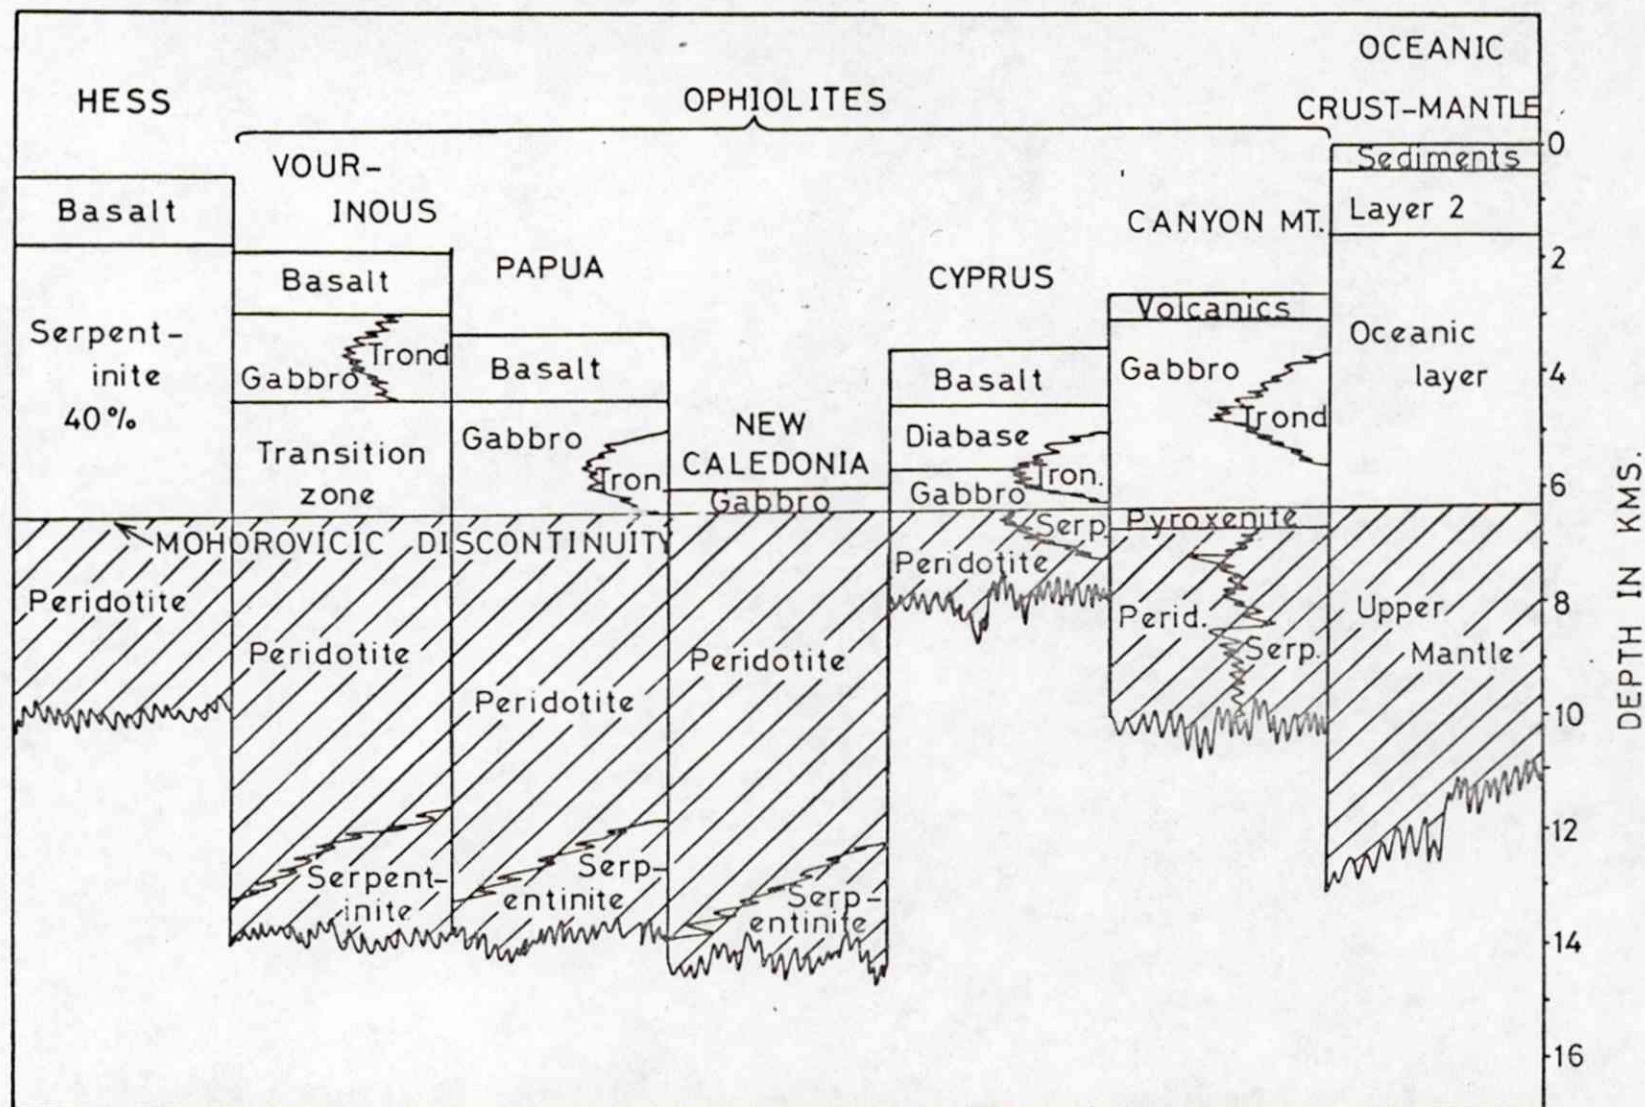 HESS
OPHIOLITES
OCEANIC
CRUST-MANTLE
Basalt
Serpent-
inite
40%
Peridotite
VOUR-
INOUS
Basalt
Gabbro
Trond
Transition
zone
MOHOROVICIC DISCONTINUITY
Peridotite
Serpent-
inite
PAPUA
Basalt
Gabbro
Tron.
Peridotite
Serp-
entinite
NEW
CALEDONIA
Gabbro
Peridotite
Serp-
entinite
CYPRUS
Basalt
Diabase
Tron.
Gabbro
Serp.
Peridotite
CANYON MT.
Volcanics
Gabbro
Trond
Pyroxenite
Perid.
Serp.
Sediments
Layer 2
Oceanic
layer
Upper
Mantle
0
2
4
6
8
10
12
14
16
DEPTH IN KMS.